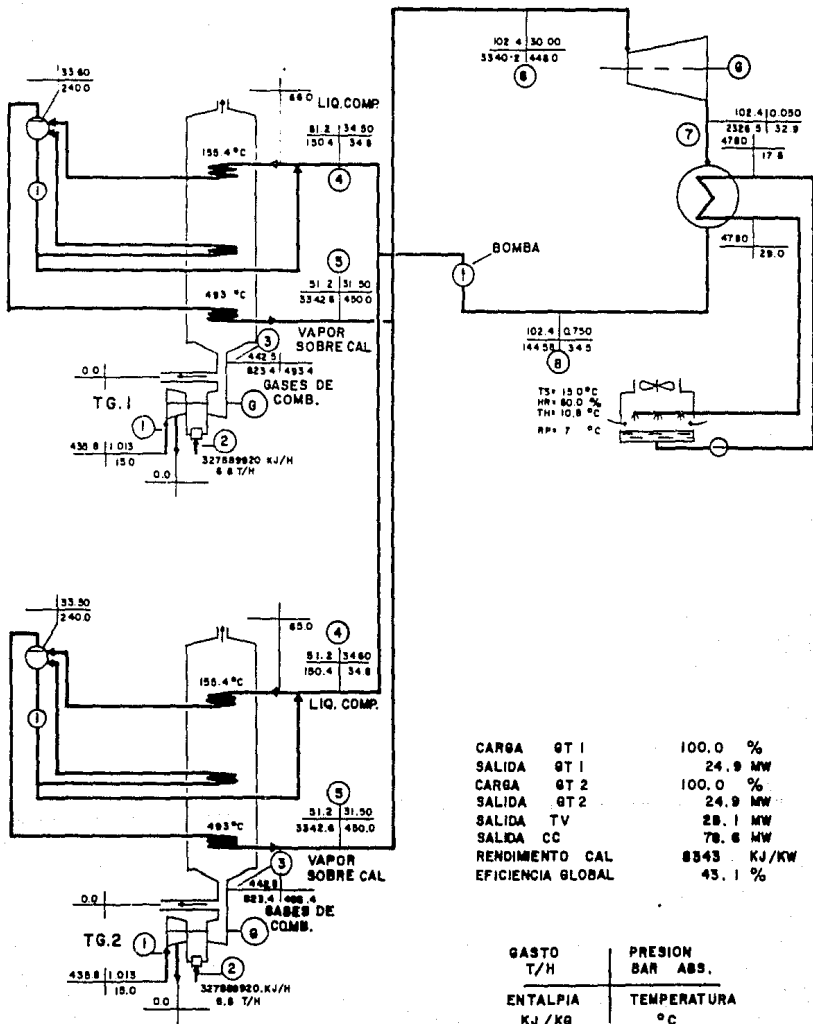 102.4 30.00
3340.2 448.0
6
G
102.4 0.050
2326.5 32.9
7
4780
17.8
4780
29.0
BOMBA
102.4 0.750
144.58 34.5
8
TS= 15.0°C
HR= 60.0 %
TH= 10.8 °C
RP= 7 °C
33.60
240.0
66.0
LIQ.COMP.
51.2 34.50
150.4 34.8
4
155.4°C
1
5
51.2 31.50
3342.6 450.0
493 °C
VAPOR
SOBRE CAL
3
442.5
823.4 493.4
GASES DE
COMB.
0.0
TG.1
G
1
2
438.8 1.013
15.0
327589920 KJ/H
6.8 T/H
0.0
33.50
240.0
65.0
4
51.2 34.60
150.4 34.8
155.4°C
LIQ. COMP.
1
5
51.2 31.50
3342.6 450.0
493°C
VAPOR
SOBRE CAL
3
823.4
GASES DE
COMB.
0.0
TG.2
G
1
2
435.8 1.013
15.0
KJ/H
6.8 T/H
0.0
CARGA GT 1 100.0 %
SALIDA GT 1 24.9 MW
CARGA GT 2 100.0 %
SALIDA GT 2 24.9 MW
SALIDA TV 28.1 MW
SALIDA CC 78.6 MW
RENDIMIENTO CAL 8343 KJ/KW
EFICIENCIA GLOBAL 43.1 %
GASTO PRESION
T/H BAR ABS.
ENTALPIA TEMPERATURA
KJ/KG °C